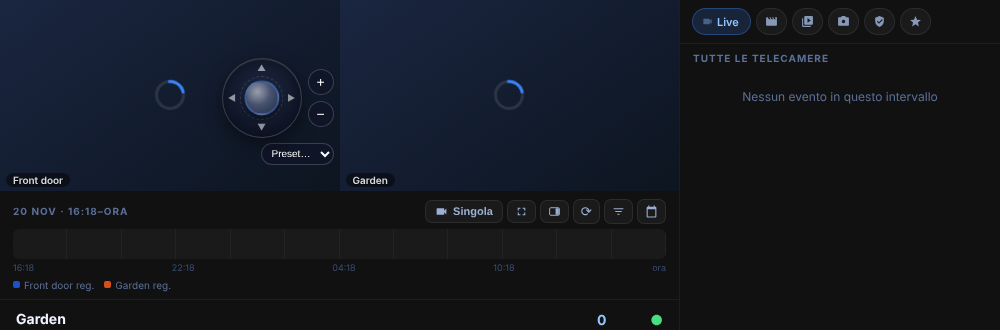 Live
TUTTE LE TELECAMERE
Nessun evento in questo intervallo
+
−
Preset...
Front door
Garden
20 NOV · 16:18–ORA
Singola
16:18 22:18 04:18 10:18 ora
Front door reg. Garden reg.
Garden 0